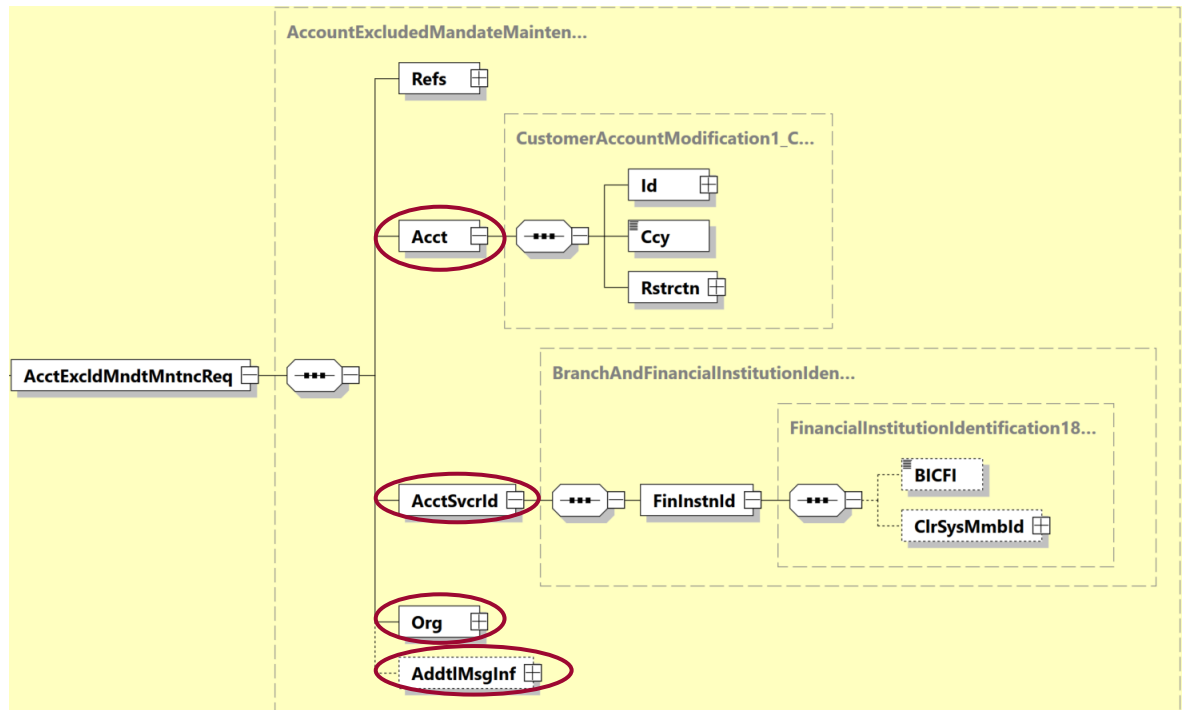 AccountExcludedMandateMainten...
Refs
CustomerAccountModification1_C...
Id
Acct
Ccy
Rstrctn
AcctExcldMndtMntncReq
BranchAndFinancialInstitutionIden...
FinancialInstitutionIdentification18...
BICFI
AcctSvcrId
FinInstnId
ClrSysMmbId
Org
AddtlMsgInf